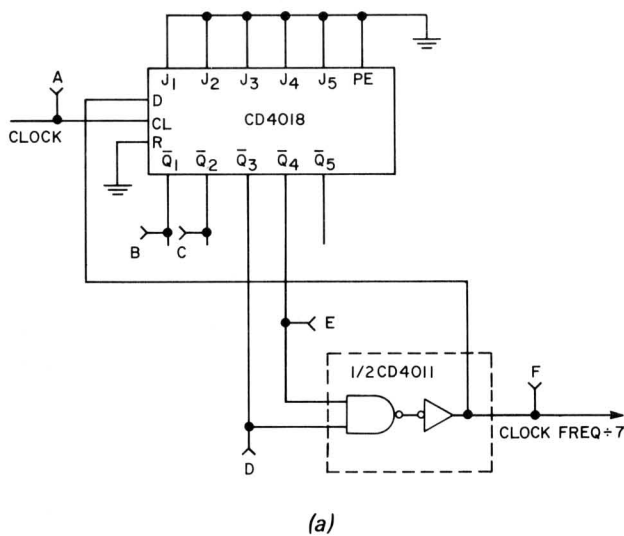 J1 J2 J3 J4 J5 PE
A
D
CL
R
CD4018
CLOCK
Q̅1 Q̅2 Q̅3 Q̅4 Q̅5
B
C
E
1/2 CD4011
F
CLOCK FREQ÷7
D
(a)